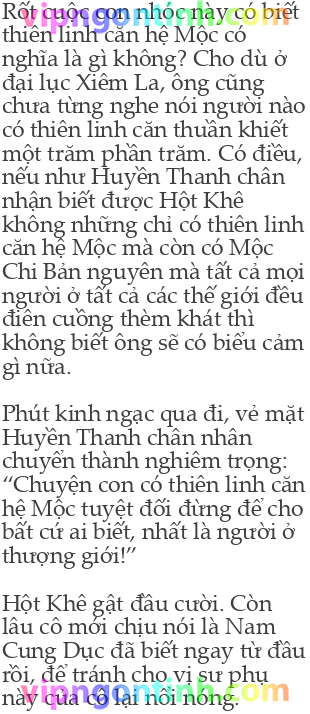 Rốt cuộc con nhóc này có biết
vipngontinh.com
thiên linh căn hệ Mộc có
nghĩa là gì không? Cho dù ở
đại lục Xiêm La, ông cũng
chưa từng nghe nói người nào
có thiên linh căn thuần khiết
một trăm phần trăm. Có điều,
nếu như Huyền Thanh chân
nhận biết được Hột Khê
không những chỉ có thiên linh
căn hệ Mộc mà còn có Mộc
Chi Bản nguyên mà tất cả mọi
người ở tất cả các thế giới đều
điên cuồng thèm khát thì
không biết ông sẽ có biểu cảm
gì nữa.
Phút kinh ngạc qua đi, vẻ mặt
Huyền Thanh chân nhân
chuyển thành nghiêm trọng:
“Chuyện con có thiên linh căn
hệ Mộc tuyệt đối đừng để cho
bất cứ ai biết, nhất là người ở
thượng giới!”
Hột Khê gật đầu cười. Còn
lâu cô mới chịu nói là Nam
Cung Dục đã biết ngay từ đầu
rồi, để tránh cho vị sư phụ
này của cô lại nổi nóng.
vipngontinh.com